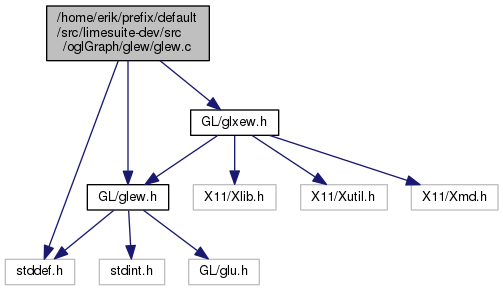 /home/erik/prefix/default
/src/limesuite-dev/src
/oglGraph/glew/glew.c
GL/glxew.h
GL/glew.h
X11/Xlib.h
X11/Xutil.h
X11/Xmd.h
stddef.h
stdint.h
GL/glu.h